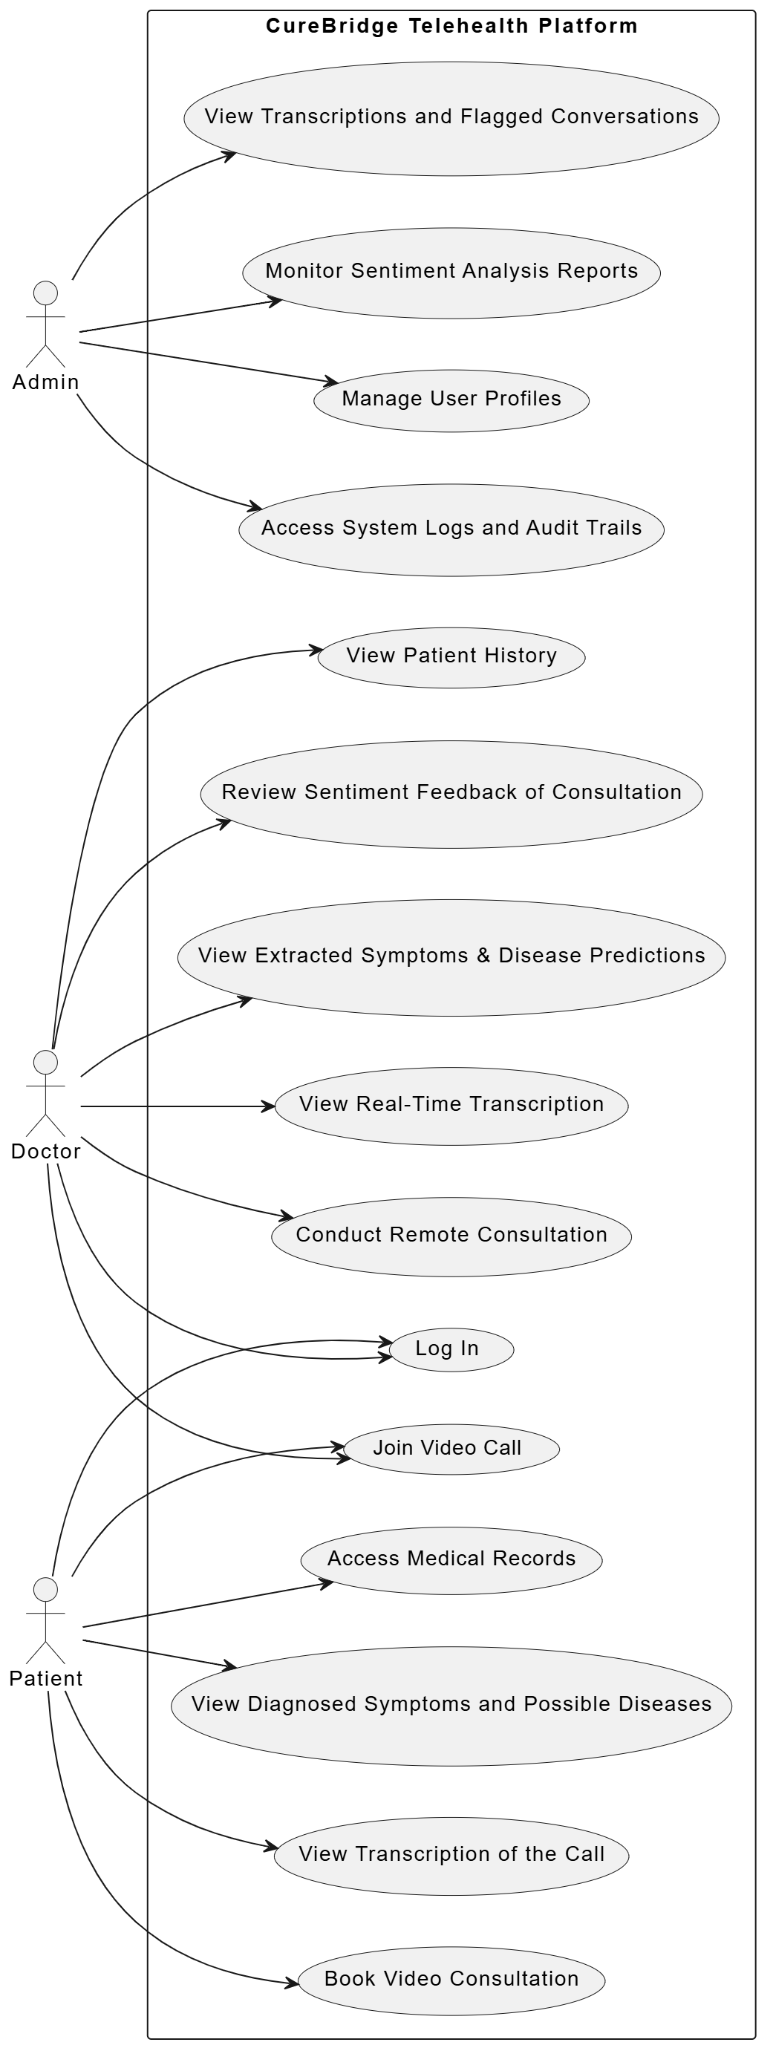 CureBridge Telehealth Platform
View Transcriptions and Flagged Conversations
Monitor Sentiment Analysis Reports
Admin
Manage User Profiles
Access System Logs and Audit Trails
View Patient History
Review Sentiment Feedback of Consultation
View Extracted Symptoms & Disease Predictions
View Real-Time Transcription
Doctor
Conduct Remote Consultation
Log In
Join Video Call
Access Medical Records
Patient
View Diagnosed Symptoms and Possible Diseases
View Transcription of the Call
Book Video Consultation